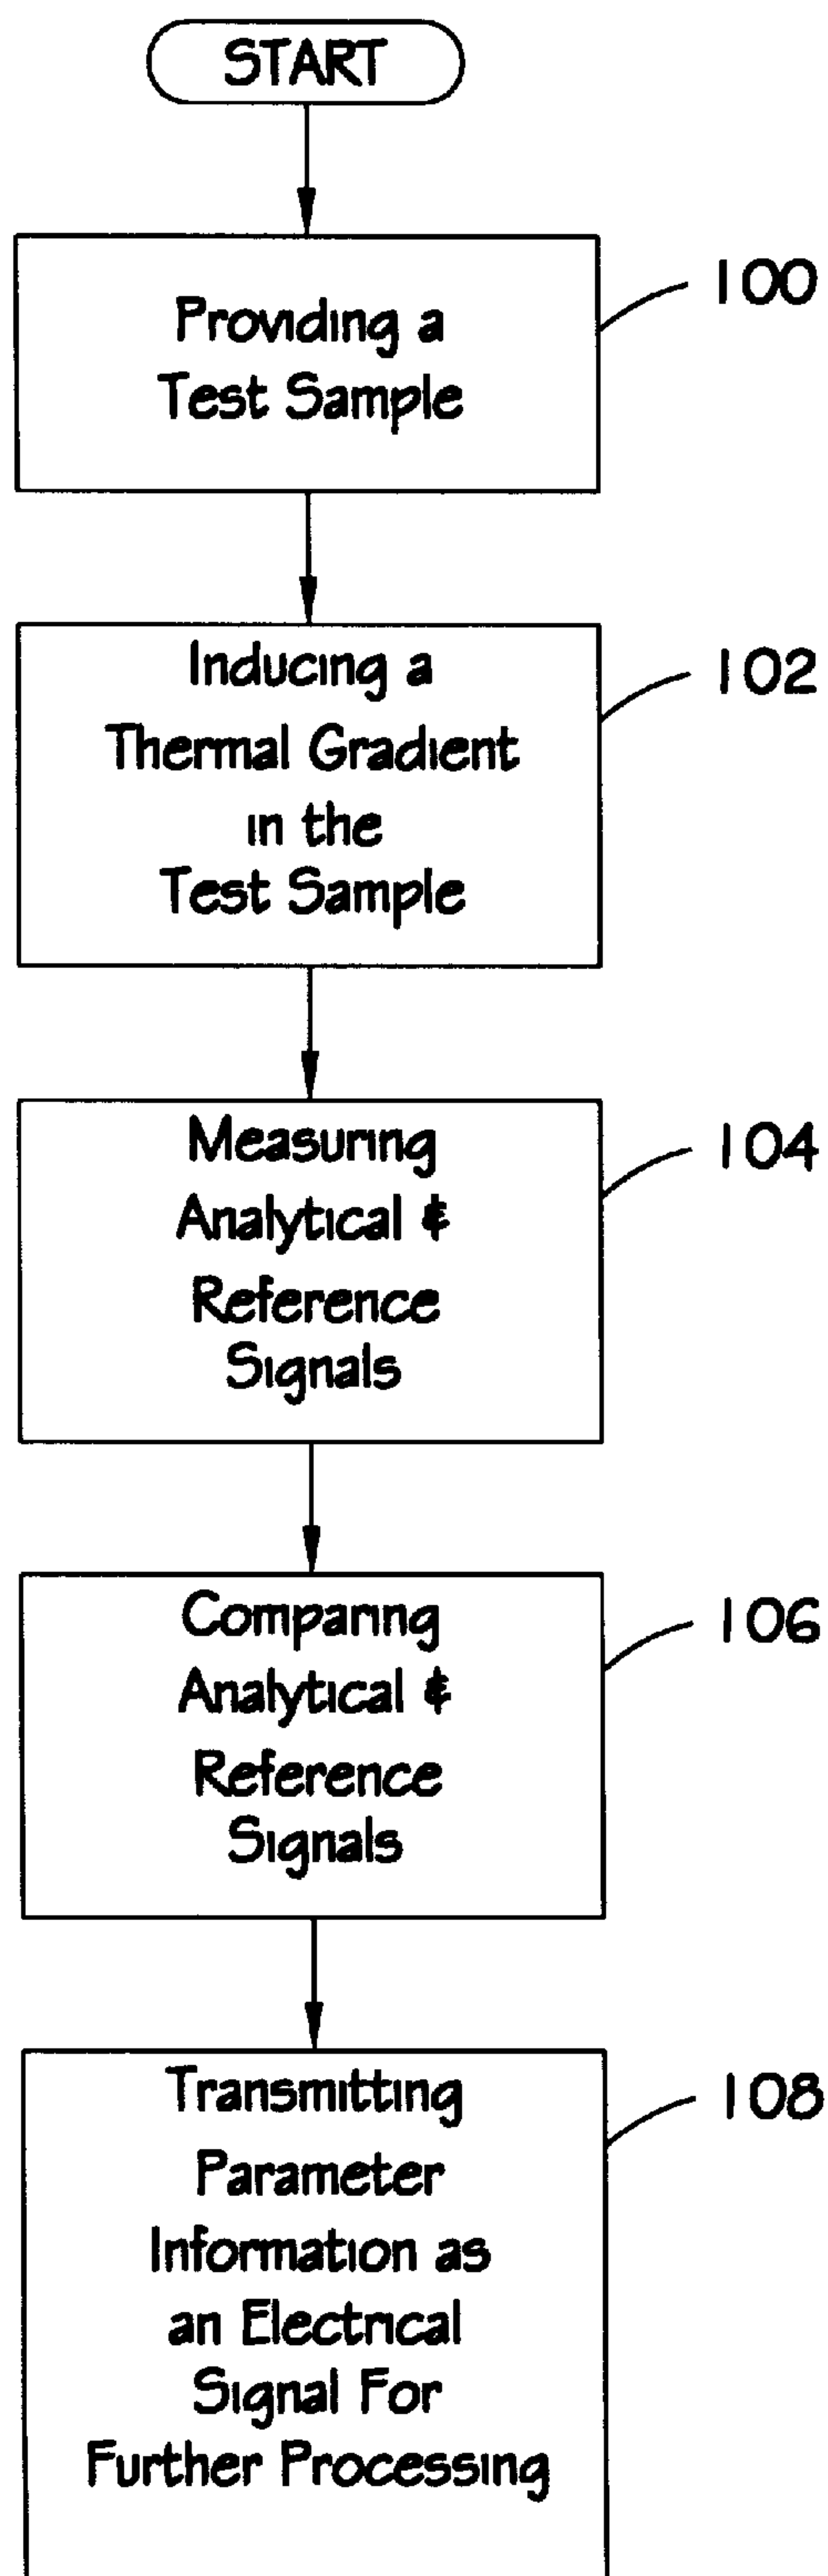 START
Providing a
Test Sample
100
Inducing a
Thermal Gradient
in the
Test Sample
102
Measuring
Analytical &
Reference
Signals
104
Comparing
Analytical &
Reference
Signals
106
Transmitting
Parameter
Information as
an Electrical
Signal For
Further Processing
108